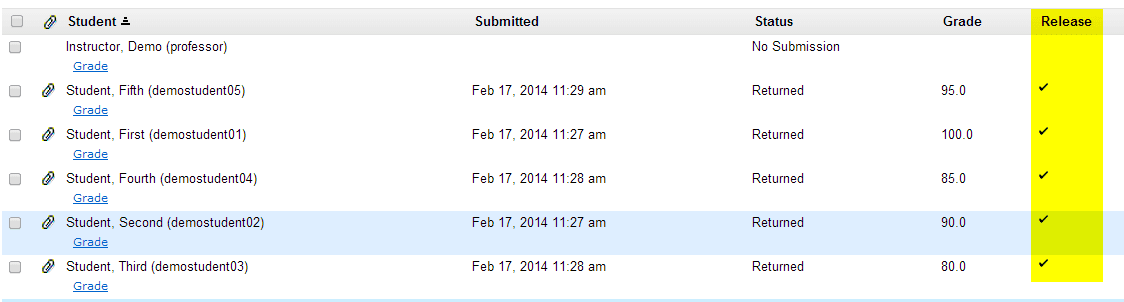 Student Submitted Status Grade Release
Instructor, Demo (professor) No Submission
Grade
Student, Fifth (demostudent05) Feb 17, 2014 11:29 am Returned 95.0 ✓
Grade
Student, First (demostudent01) Feb 17, 2014 11:27 am Returned 100.0 ✓
Grade
Student, Fourth (demostudent04) Feb 17, 2014 11:28 am Returned 85.0 ✓
Grade
Student, Second (demostudent02) Feb 17, 2014 11:27 am Returned 90.0 ✓
Grade
Student, Third (demostudent03) Feb 17, 2014 11:28 am Returned 80.0 ✓
Grade